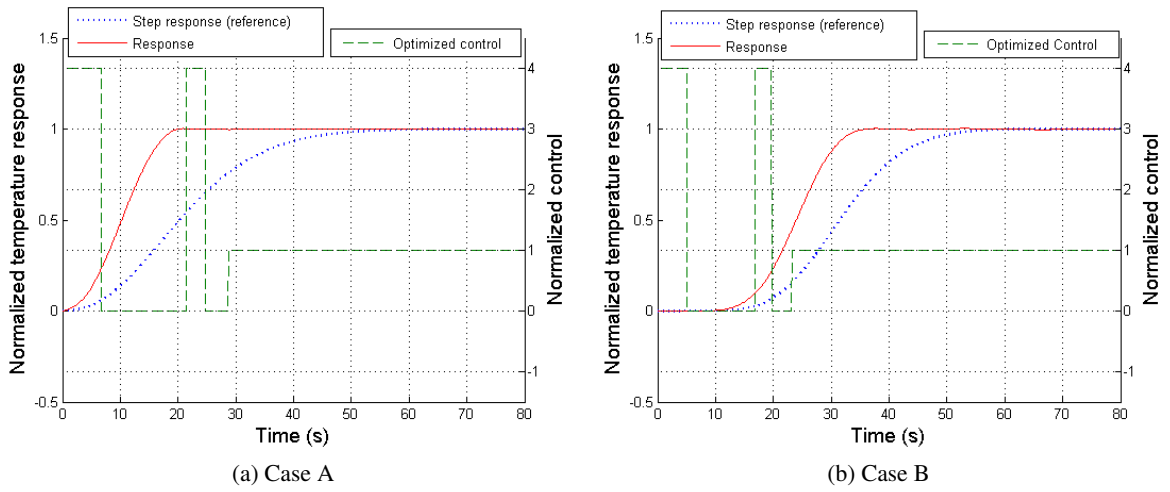 Step response (reference)
Response
Optimized control
1.5
1
0.5
0
-0.5
4
3
2
1
0
-1
0 10 20 30 40 50 60 70 80
Normalized temperature response
Normalized control
Time (s)
(a) Case A
Step response (reference)
Response
Optimized Control
1.5
1
0.5
0
-0.5
4
3
2
1
0
-1
0 10 20 30 40 50 60 70 80
Normalized temperature response
Normalized control
Time (s)
(b) Case B